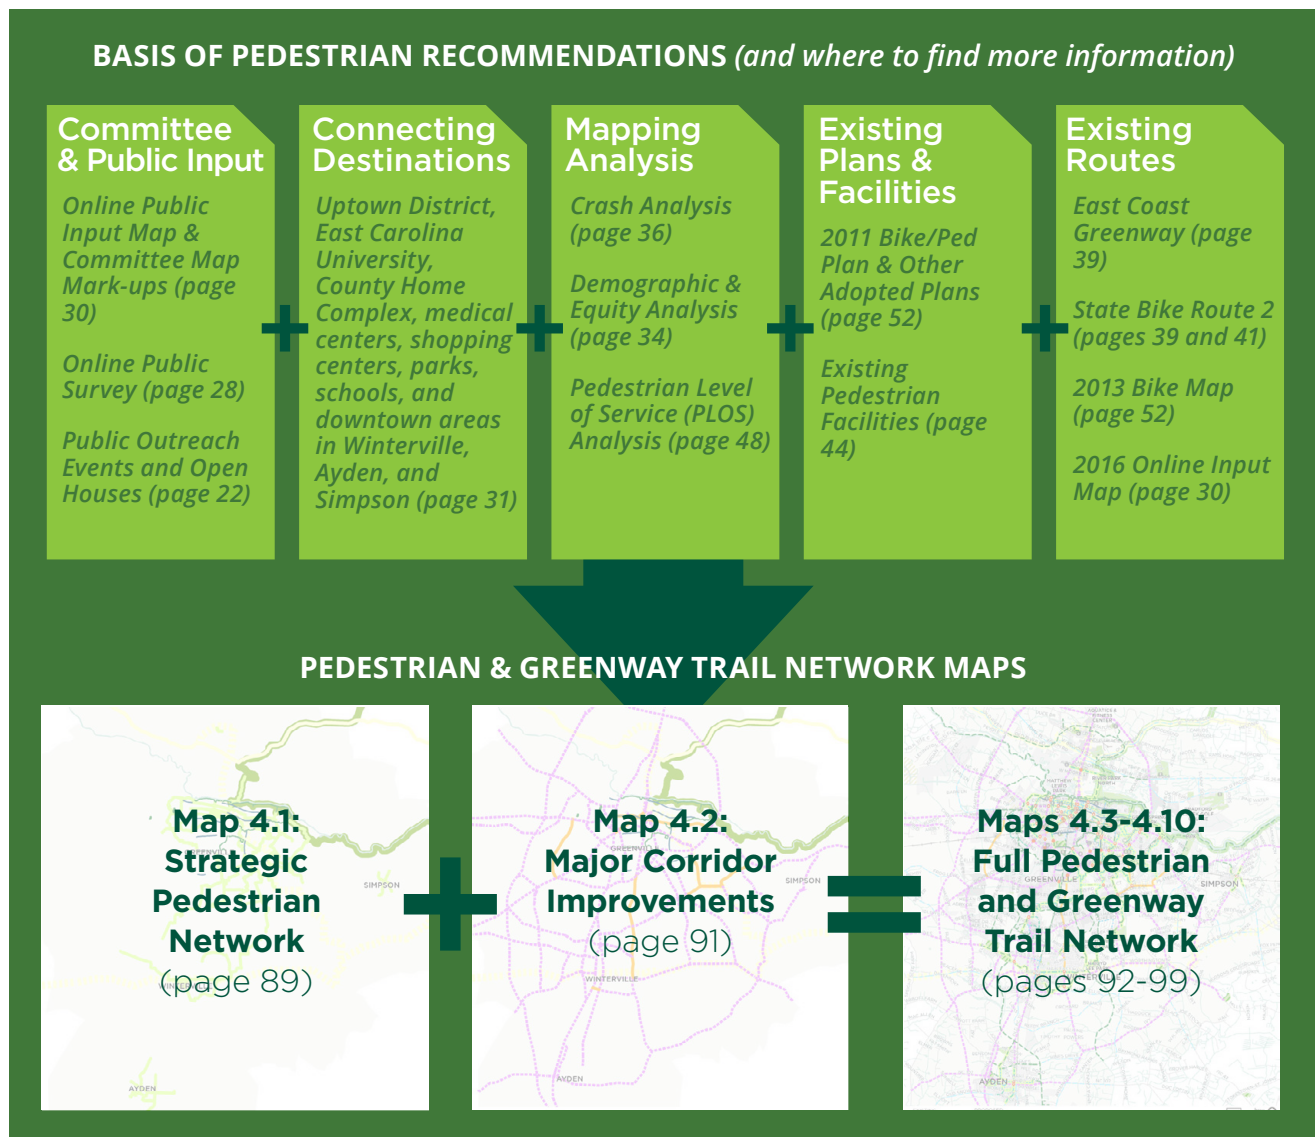 BASIS OF PEDESTRIAN RECOMMENDATIONS (and where to find more information)
Committee
& Public Input
Online Public
Input Map &
Committee Map
Mark-ups (page
30)
Online Public
Survey (page 28)
Public Outreach
Events and Open
Houses (page 22)
Connecting
Destinations
Uptown District,
East Carolina
University,
County Home
Complex, medical
centers, shopping
centers, parks,
schools, and
downtown areas
in Winterville,
Ayden, and
Simpson (page 31)
Mapping
Analysis
Crash Analysis
(page 36)
Demographic &
Equity Analysis
(page 34)
Pedestrian Level
of Service (PLOS)
Analysis (page 48)
Existing
Plans &
Facilities
2011 Bike/Ped
Plan & Other
Adopted Plans
(page 52)
Existing
Pedestrian
Facilities (page
44)
Existing
Routes
East Coast
Greenway (page
39)
State Bike Route 2
(pages 39 and 41)
2013 Bike Map
(page 52)
2016 Online Input
Map (page 30)
PEDESTRIAN & GREENWAY TRAIL NETWORK MAPS
Map 4.1:
Strategic
Pedestrian
Network
(page 89)
GREENVILLE
SIMPSON
WINTERVILLE
AYDEN
Map 4.2:
Major Corridor
Improvements
(page 91)
GREENVILLE
SIMPSON
WINTERVILLE
AYDEN
Maps 4.3-4.10:
Full Pedestrian
and Greenway
Trail Network
(pages 92-99)
GREENVILLE
SIMPSON
WINTERVILLE
AYDEN